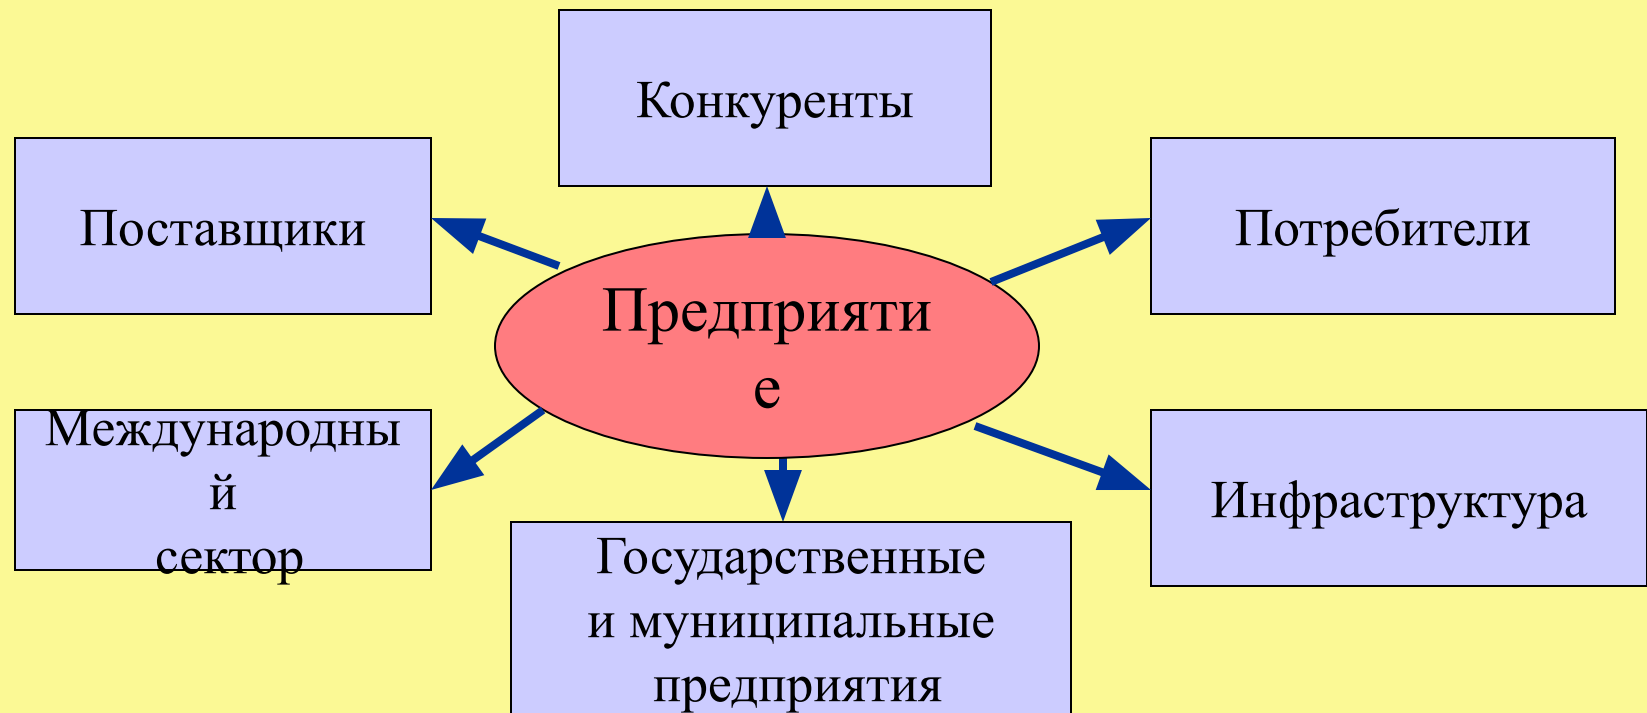 Конкуренты
Поставщики
Потребители
Предприяти
е
Международны
й
сектор
Инфраструктура
Государственные
и муниципальные
предприятия